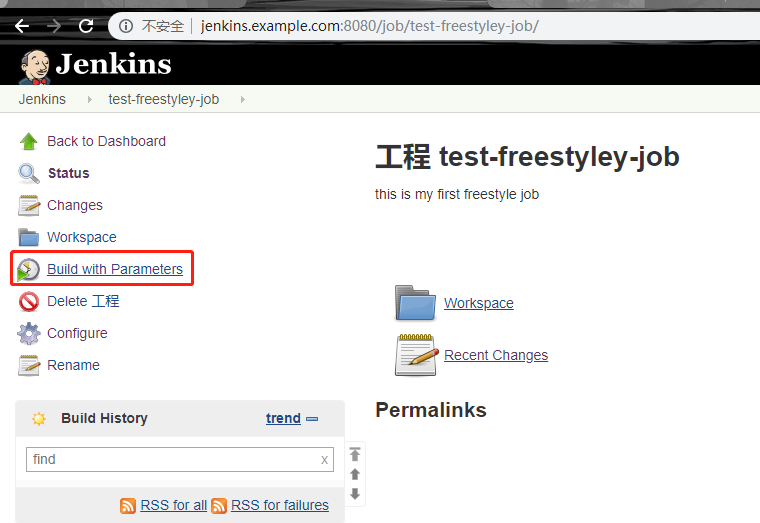 不安全 jenkins.example.com:8080/job/test-freestyley-job/
Jenkins
Jenkins test-freestyley-job
Back to Dashboard
Status
Changes
Workspace
Build with Parameters
Delete 工程
Configure
Rename
工程 test-freestyley-job
this is my first freestyle job
Workspace
Recent Changes
Permalinks
Build History trend
find x
RSS for all RSS for failures